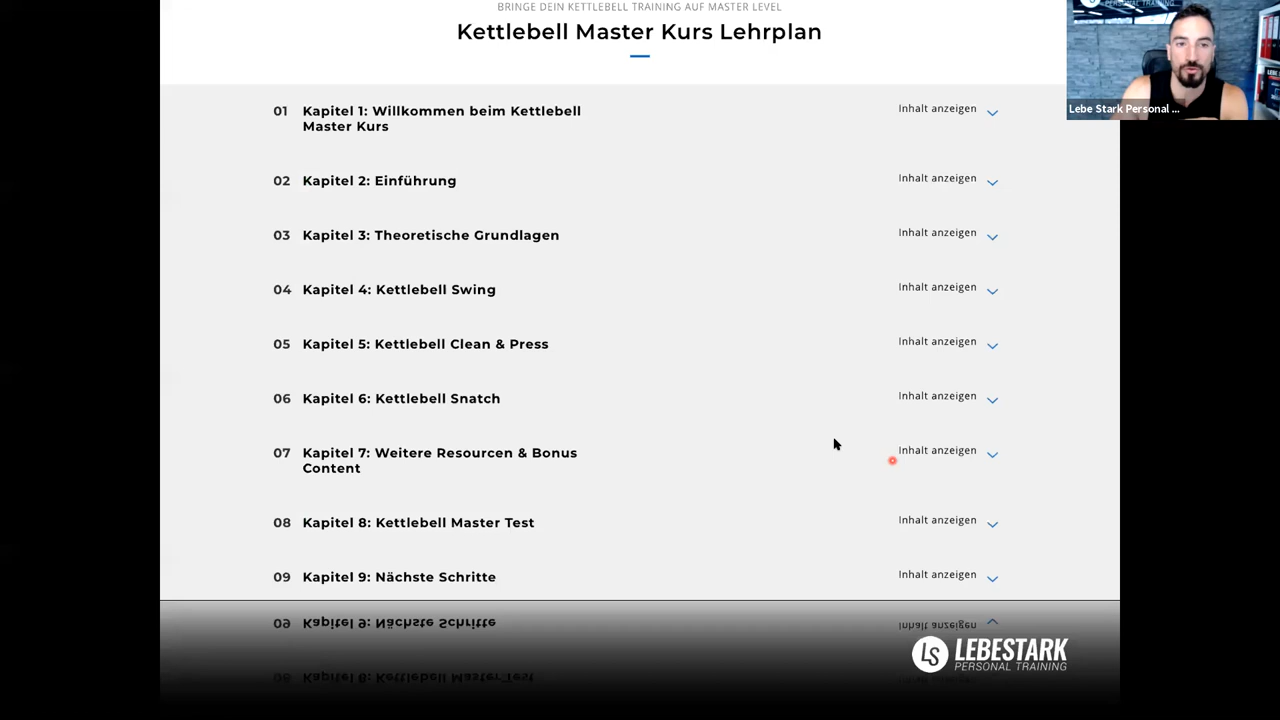 BRINGE DEIN KETTLEBELL TRAINING AUF MASTER LEVEL
Kettlebell Master Kurs Lehrplan
01 Kapitel 1: Willkommen beim Kettlebell Master Kurs Inhalt anzeigen
02 Kapitel 2: Einführung Inhalt anzeigen
03 Kapitel 3: Theoretische Grundlagen Inhalt anzeigen
04 Kapitel 4: Kettlebell Swing Inhalt anzeigen
05 Kapitel 5: Kettlebell Clean & Press Inhalt anzeigen
06 Kapitel 6: Kettlebell Snatch Inhalt anzeigen
07 Kapitel 7: Weitere Resourcen & Bonus Content Inhalt anzeigen
08 Kapitel 8: Kettlebell Master Test Inhalt anzeigen
09 Kapitel 9: Nächste Schritte Inhalt anzeigen
LS LEBESTARK
PERSONAL TRAINING
Lebe Stark Personal ...